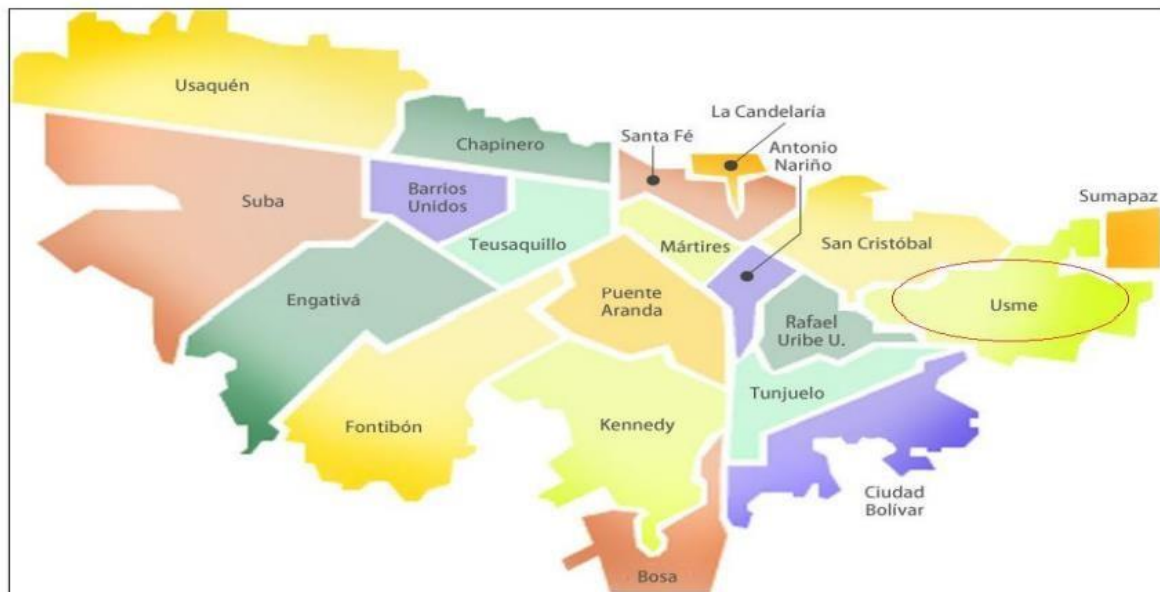 Usaquén
La Candelaría
Santa Fé
Chapinero
Antonio
Nariño
Barrios
Unidos
Suba
Sumapaz
Teusaquillo
Mártires
San Cristóbal
Engativá
Puente
Aranda
Usme
Rafael
Uribe U.
Tunjuelo
Fontibón
Kennedy
Ciudad
Bolívar
Bosa